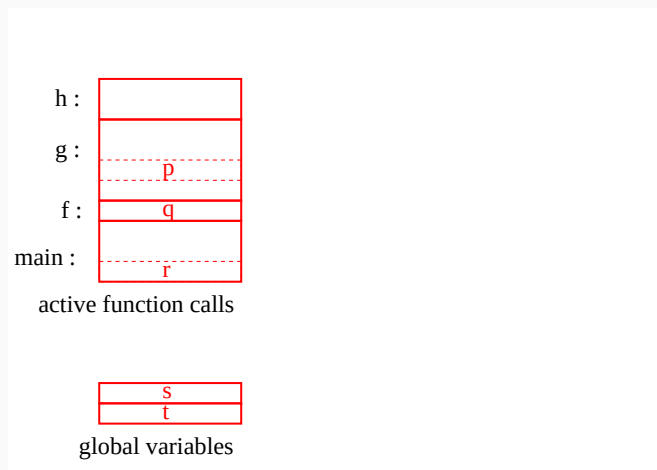 h :
g :
p
f :
q
main :
r
active function calls
s
t
global variables